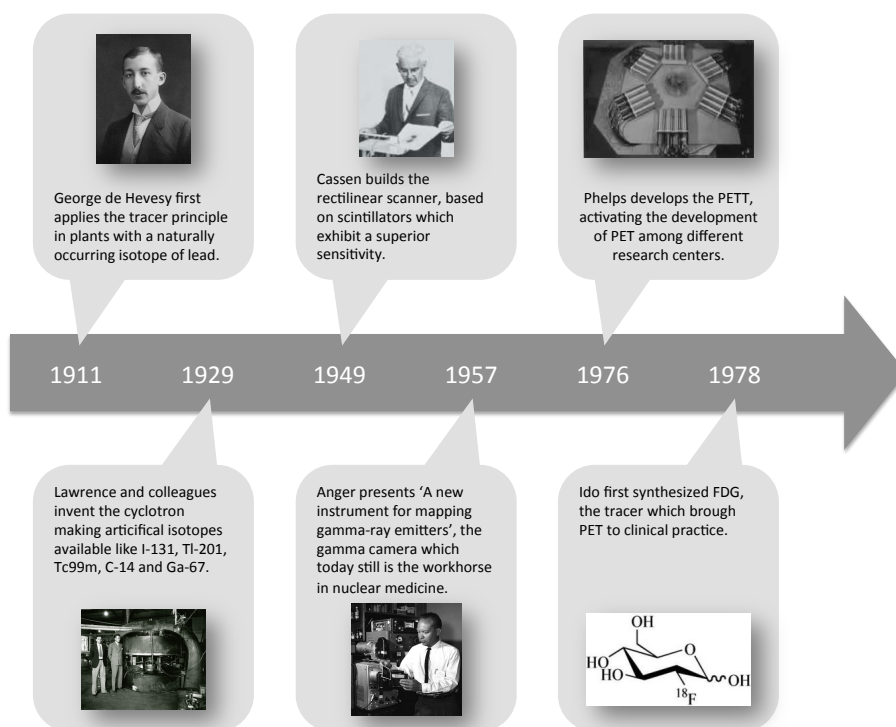 George de Hevesy first
applies the tracer principle
in plants with a naturally
occurring isotope of lead.
Cassen builds the
rectilinear scanner, based
on scintillators which
exhibit a superior
sensitivity.
Phelps develops the PETT,
activating the development
of PET among different
research centers.
1911 1929 1949 1957 1976 1978
Lawrence and colleagues
invent the cyclotron
making articifical isotopes
available like I-131, Tl-201,
Tc99m, C-14 and Ga-67.
Anger presents ‘A new
instrument for mapping
gamma-ray emitters’, the
gamma camera which
today still is the workhorse
in nuclear medicine.
Ido first synthesized FDG,
the tracer which brough
PET to clinical practice.
OH
O
HO
HO
OH
¹⁸F